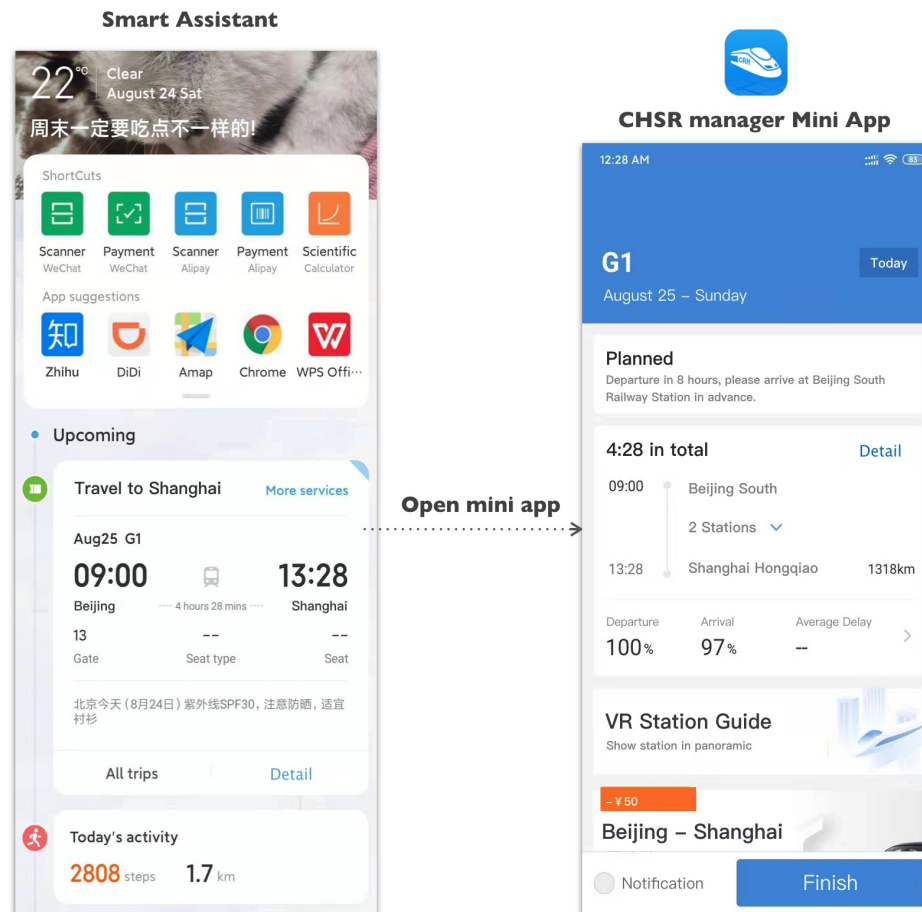 Smart Assistant
22°C
Clear
August 24 Sat
周末一定要吃点不一样的!
ShortCuts
Scanner Payment Scanner Payment Scientific
WeChat WeChat Alipay Alipay Calculator
App suggestions
知
Zhihu DiDi Amap Chrome WPS Offi···
Upcoming
Travel to Shanghai More services
Aug25 G1
09:00 13:28
Beijing ---- 4 hours 28 mins ---- Shanghai
13 -- --
Gate Seat type Seat
北京今天(8月24日)紫外线SPF30,注意防晒,适宜
衬衫
All trips Detail
Today's activity
2808 steps 1.7 km
Open mini app
CRH
CHSR manager Mini App
12:28 AM 83
G1 Today
August 25 – Sunday
Planned
Departure in 8 hours, please arrive at Beijing South
Railway Station in advance.
4:28 in total Detail
09:00 Beijing South
2 Stations
13:28 Shanghai Hongqiao 1318km
Departure Arrival Average Delay
100% 97% --
VR Station Guide
Show station in panoramic
–¥50
Beijing – Shanghai
Notification Finish